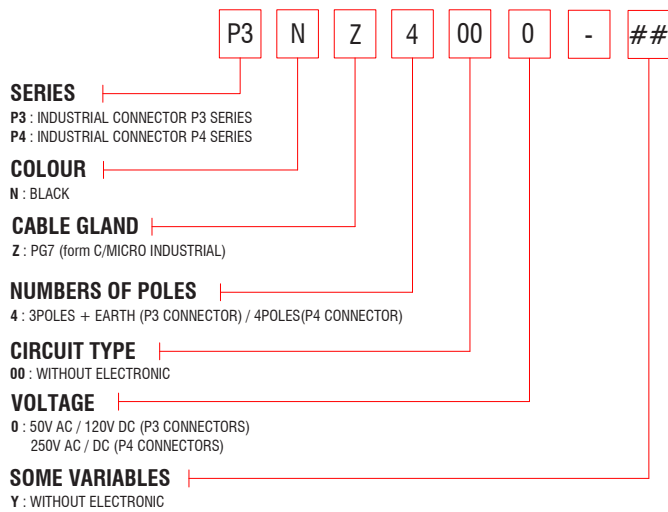 P3 N Z 4 00 0 - ##
SERIES
P3 : INDUSTRIAL CONNECTOR P3 SERIES
P4 : INDUSTRIAL CONNECTOR P4 SERIES
COLOUR
N : BLACK
CABLE GLAND
Z : PG7 (form C/MICRO INDUSTRIAL)
NUMBERS OF POLES
4 : 3POLES + EARTH (P3 CONNECTOR) / 4POLES(P4 CONNECTOR)
CIRCUIT TYPE
00 : WITHOUT ELECTRONIC
VOLTAGE
0 : 50V AC / 120V DC (P3 CONNECTORS)
250V AC / DC (P4 CONNECTORS)
SOME VARIABLES
Y : WITHOUT ELECTRONIC